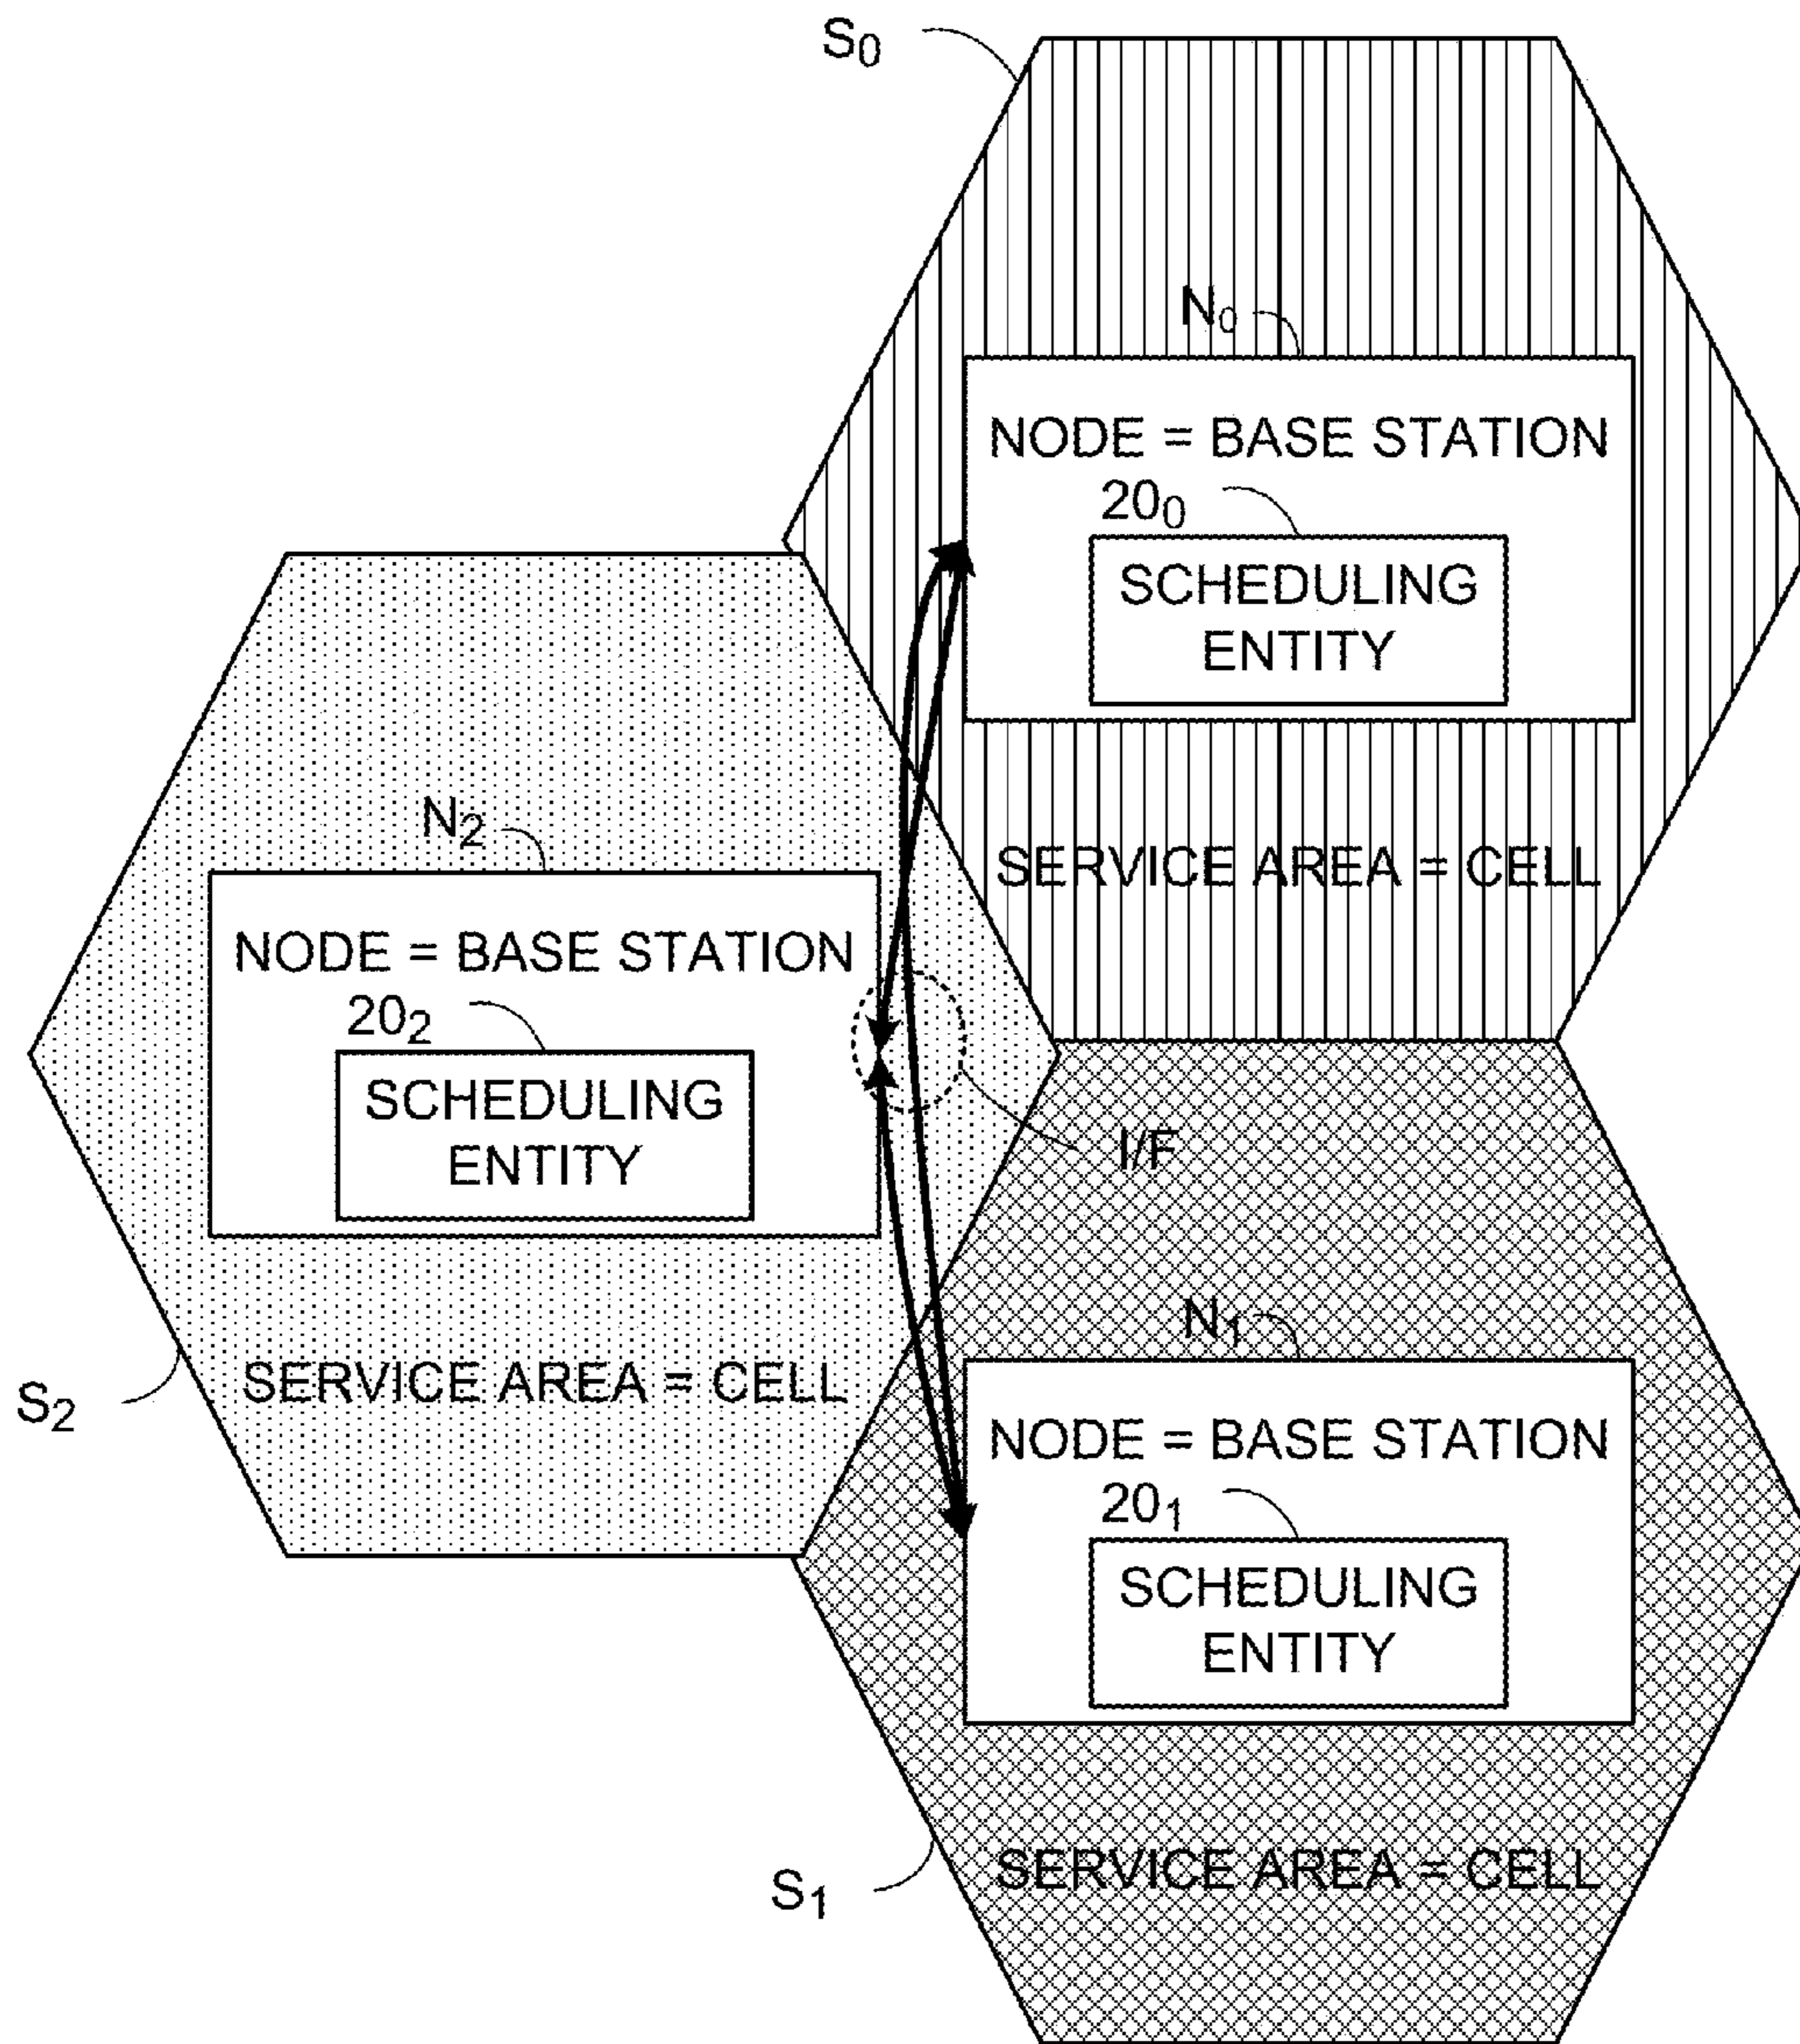 S₀
N₀
NODE = BASE STATION
20₀
SCHEDULING
ENTITY
SERVICE AREA = CELL
N₂
NODE = BASE STATION
20₂
SCHEDULING
ENTITY
I/F
SERVICE AREA = CELL
S₂
N₁
NODE = BASE STATION
20₁
SCHEDULING
ENTITY
SERVICE AREA = CELL
S₁